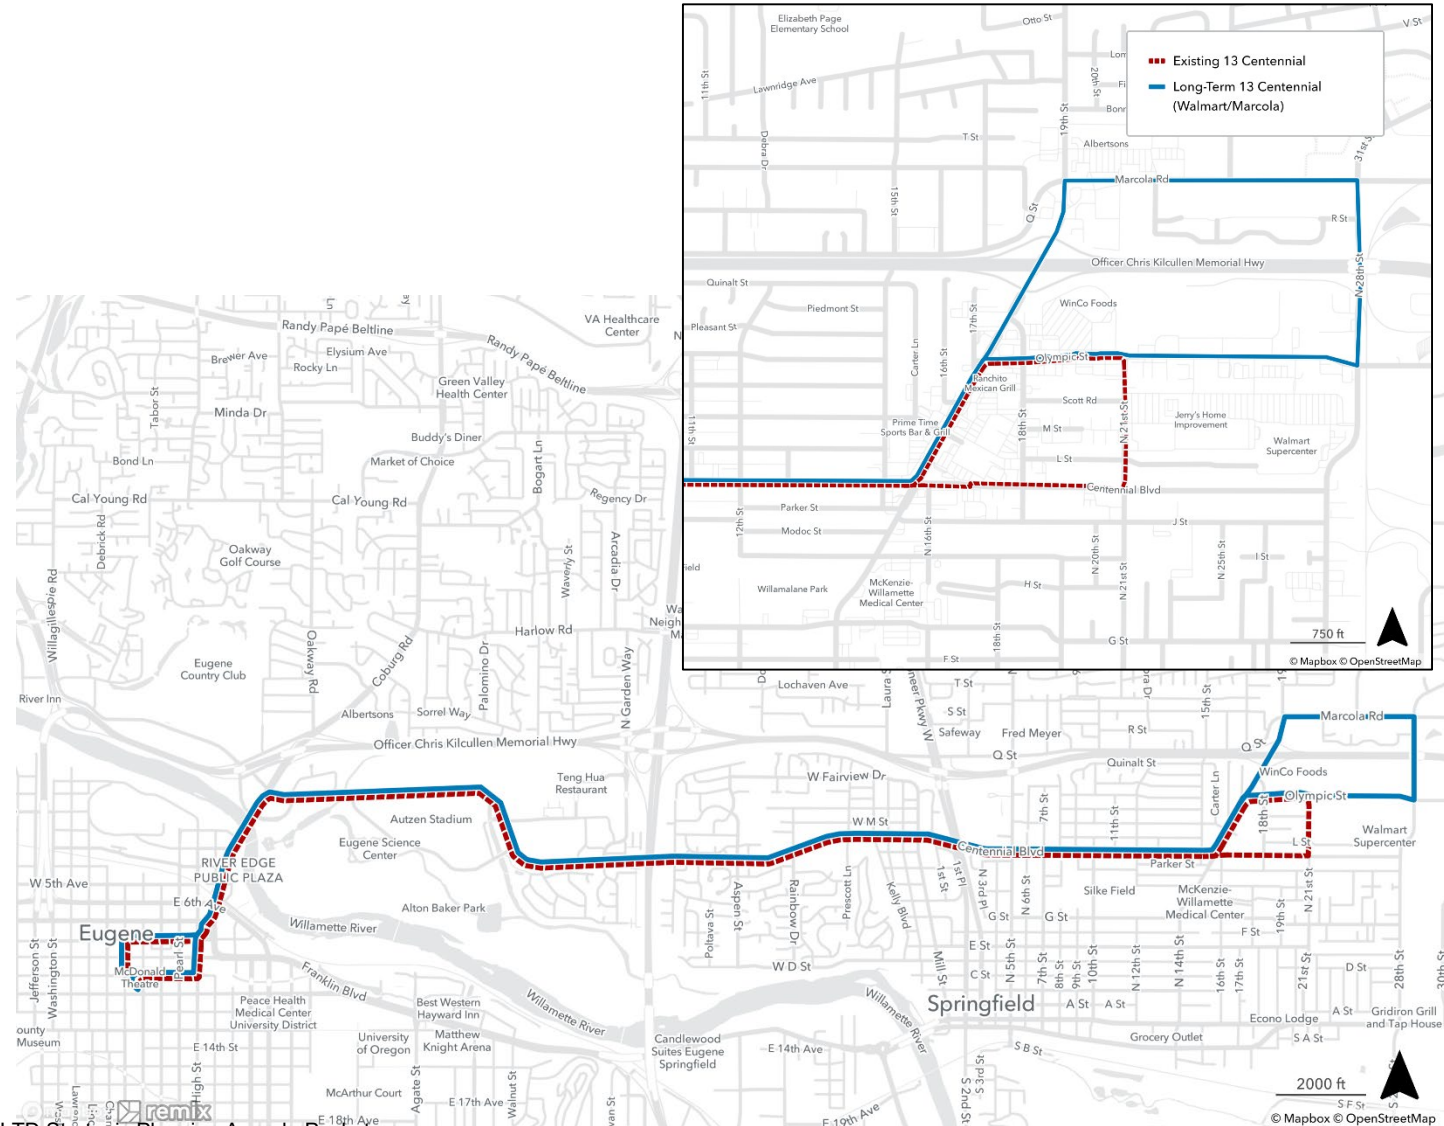 Elizabeth Page
Elementary School
Otto St
V St
11th St
Lawnridge Ave
20th St
Existing 13 Centennial
Long-Term 13 Centennial
(Walmart/Marcola)
Debra Dr
T St
19th St
Albertsons
31st
15th St
Q St
Marcola Rd
R St
Officer Chris Kilcullen Memorial Hwy
N 28th St
Quinalt St
Piedmont St
WinCo Foods
Pleasant St
17th St
Carter Ln
16th St
Olympic St
Ranchito
Mexican Grill
Scott Rd
Prime Time
Sports Bar & Grill
18th St
M St
N 21st St
Jerry's Home
Improvement
Walmart
Supercenter
11th St
L St
Centennial Blvd
Parker St
12th St
Modoc St
N 16th St
J St
N 20th St
N 25th St
I St
Willamalane Park
McKenzie-
Willamette
Medical Center
H St
N 21st St
18th St
G St
F St
750 ft
© Mapbox © OpenStreetMap
Randy Papé Beltline
VA Healthcare
Center
Brewer Ave
Elysium Ave
Rocky Ln
Randy Papé Beltline
Tabor St
Green Valley
Health Center
Minda Dr
Buddy's Diner
Bond Ln
Market of Choice
Bogart Ln
Cal Young Rd
Cal Young Rd
Regency Dr
Debrick Rd
Oakway
Golf Course
Waverly St
Arcadia Dr
Willagillespie Rd
Harlow Rd
Oakway Rd
Coburg Rd
Palomino Dr
N Garden Way
Eugene
Country Club
River Inn
Albertsons
Sorrel Way
Officer Chris Kilcullen Memorial Hwy
Lochaven Ave
Laura S
T St
S St
Safeway
Fred Meyer
R St
15th St
Q St
Quinalt St
Q St
Marcola Rd
Teng Hua
Restaurant
W Fairview Dr
Carter Ln
WinCo Foods
Olympic St
Autzen Stadium
7th St
11th St
18th St
Eugene Science
Center
W M St
Centennial Blvd
Parker St
L St
Walmart
Supercenter
RIVER EDGE
PUBLIC PLAZA
W 5th Ave
E 6th Ave
Alton Baker Park
Aspen St
Poltava St
Rainbow Dr
Prescott Ln
Kelly Blvd
1st St
1st Pl
N 3rd Pl
N 6th St
Silke Field
McKenzie-
Willamette
Medical Center
N 21st St
19th St
Willamette River
G St
G St
F St
Eugene
Pearl St
McDonald
Theatre
Jefferson St
Washington St
Franklin Blvd
W D St
Mill St
E St
C St
N 5th St
7th St
8th St
9th St
10th St
N 12th St
N 14th St
16th St
17th St
21st St
D St
28th St
Peace Health
Medical Center
University District
Best Western
Hayward Inn
Willamette River
Willamette River
Springfield
A St
A St
Econo Lodge
A St
Gridiron Grill
and Tap House
ounty
Museum
E 14th St
University
of Oregon
Matthew
Knight Arena
Candlewood
Suites Eugene
Springfield
E 14th Ave
S B St
Grocery Outlet
S A St
High St
McArthur Court
Agate St
E 17th Ave
Walnut St
S 3rd St
S 2nd St
E 18th Ave
E 19th Ave
2000 ft
S F St
remix
© Mapbox © OpenStreetMap